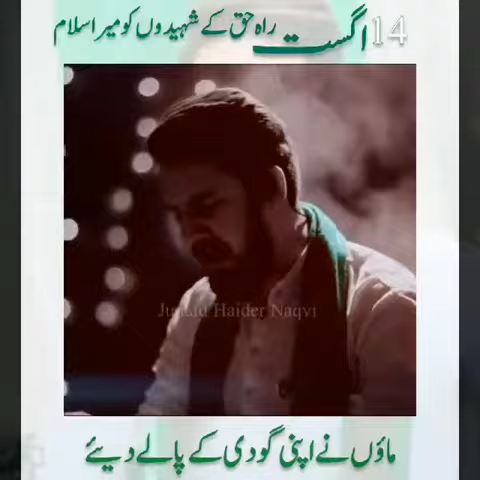 14 اگست راہ حق کے شہیدوں کو میرا سلام
Junaid Haider Naqvi
ماؤں نے اپنی گودی کے پالے دیئے